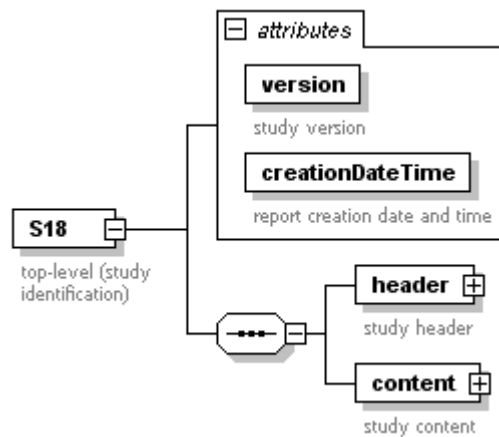 attributes
version
study version
creationDateTime
report creation date and time
S18
top-level (study
identification)
header
study header
content
study content